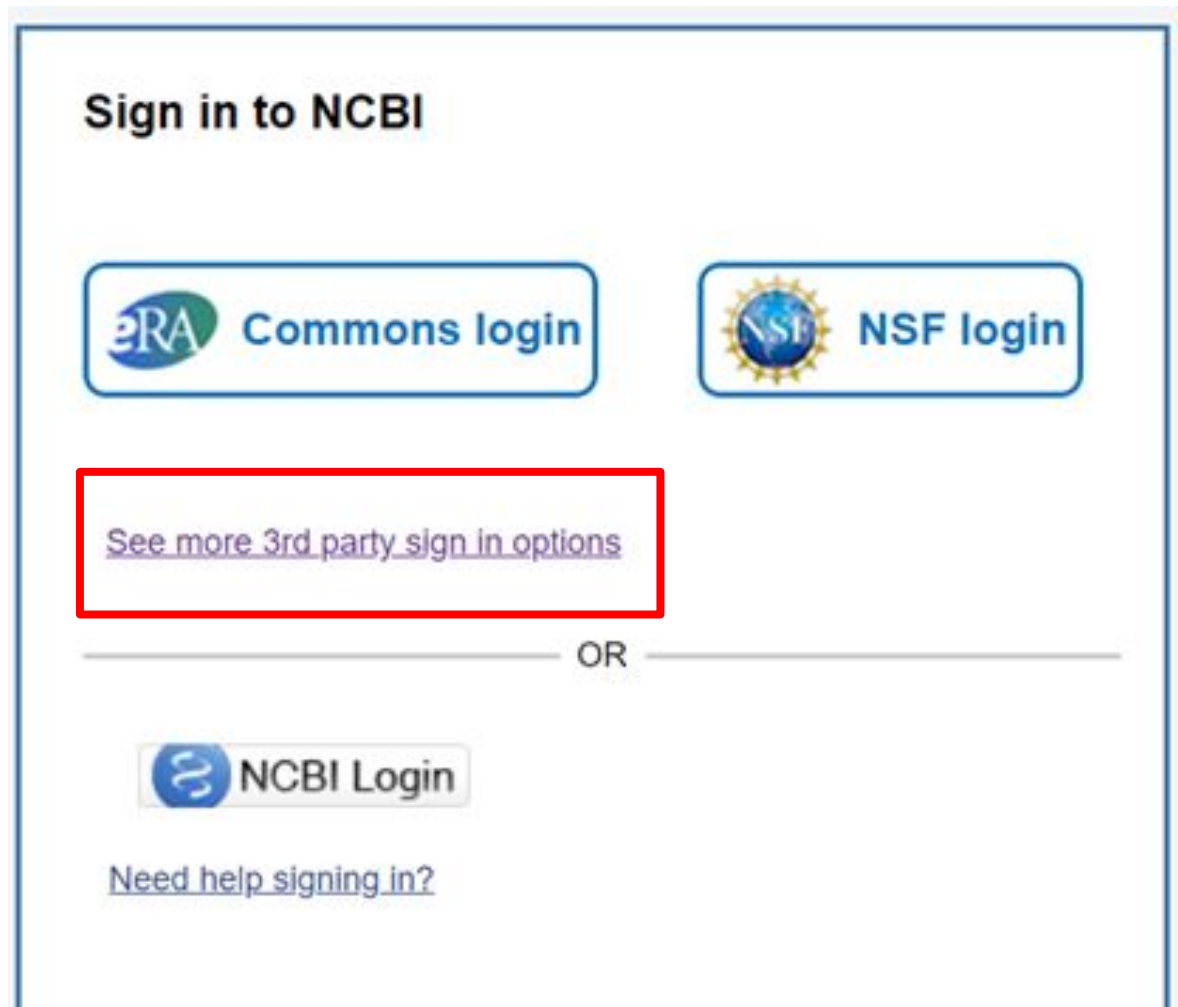 Sign in to NCBI
eRA Commons login
NSF NSF login
See more 3rd party sign in options
OR
NCBI Login
Need help signing in?